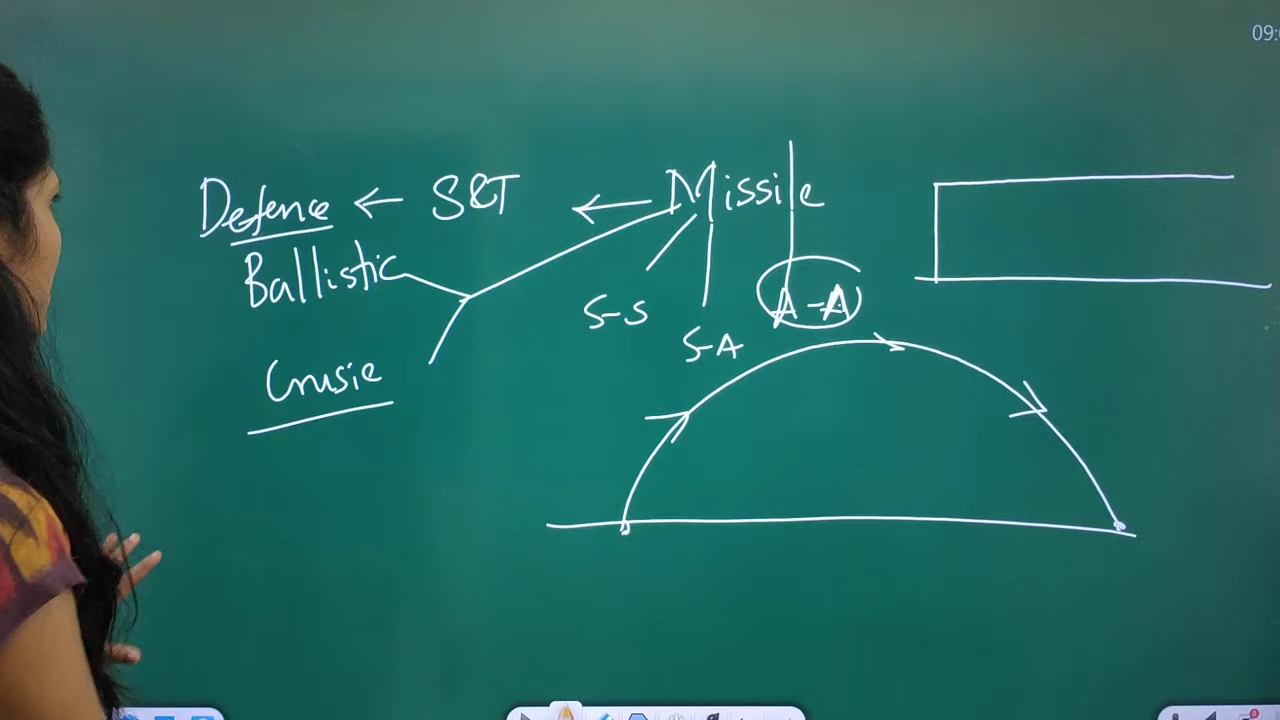 09:
Defence ← S&T ← Missile
Ballistic
S-S
A-A
S-A
Crusie